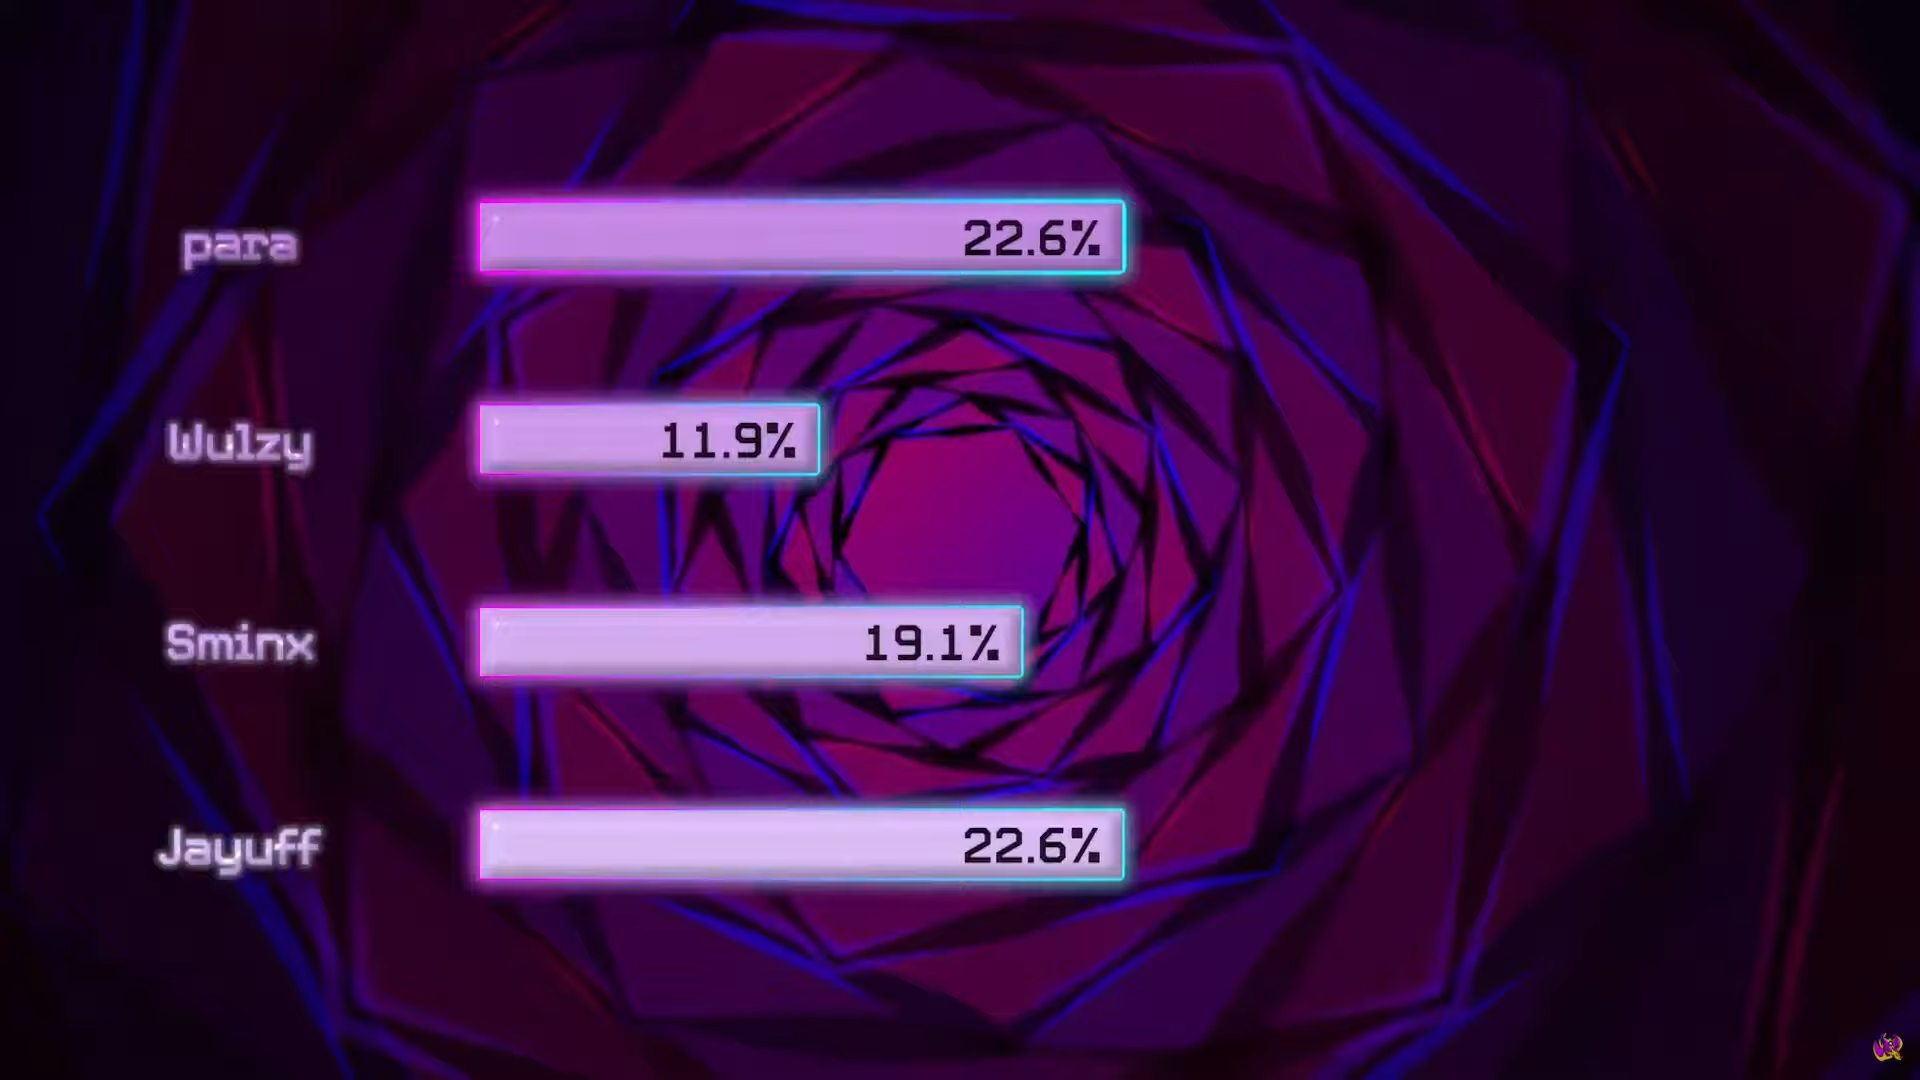 para 22.6%
Wulzy 11.9%
Sminx 19.1%
Jayuff 22.6%